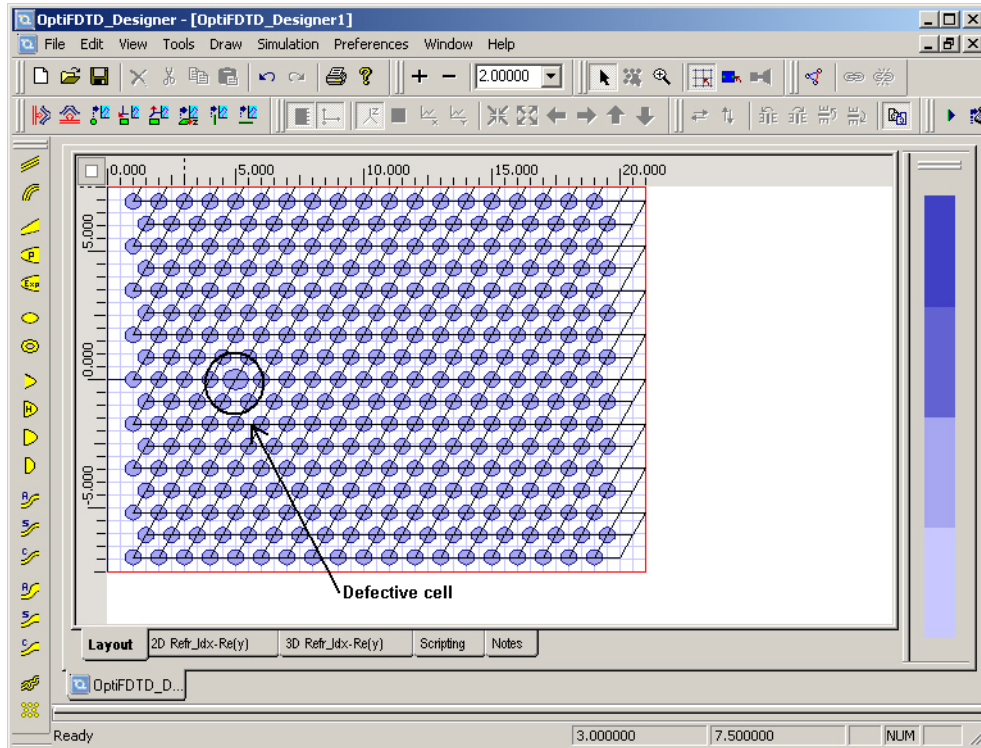 OptiFDTD_Designer - [OptiFDTD_Designer1]
File Edit View Tools Draw Simulation Preferences Window Help
2.00000
0.000 5.000 10.000 15.000 20.000
5.000
0.000
-5.000
P
Exp
H
A
S
C
A
S
C
Defective cell
Layout 2D Refr_Idx-Re(y) 3D Refr_Idx-Re(y) Scripting Notes
OptiFDTD_D...
Ready 3.000000 7.500000 NUM